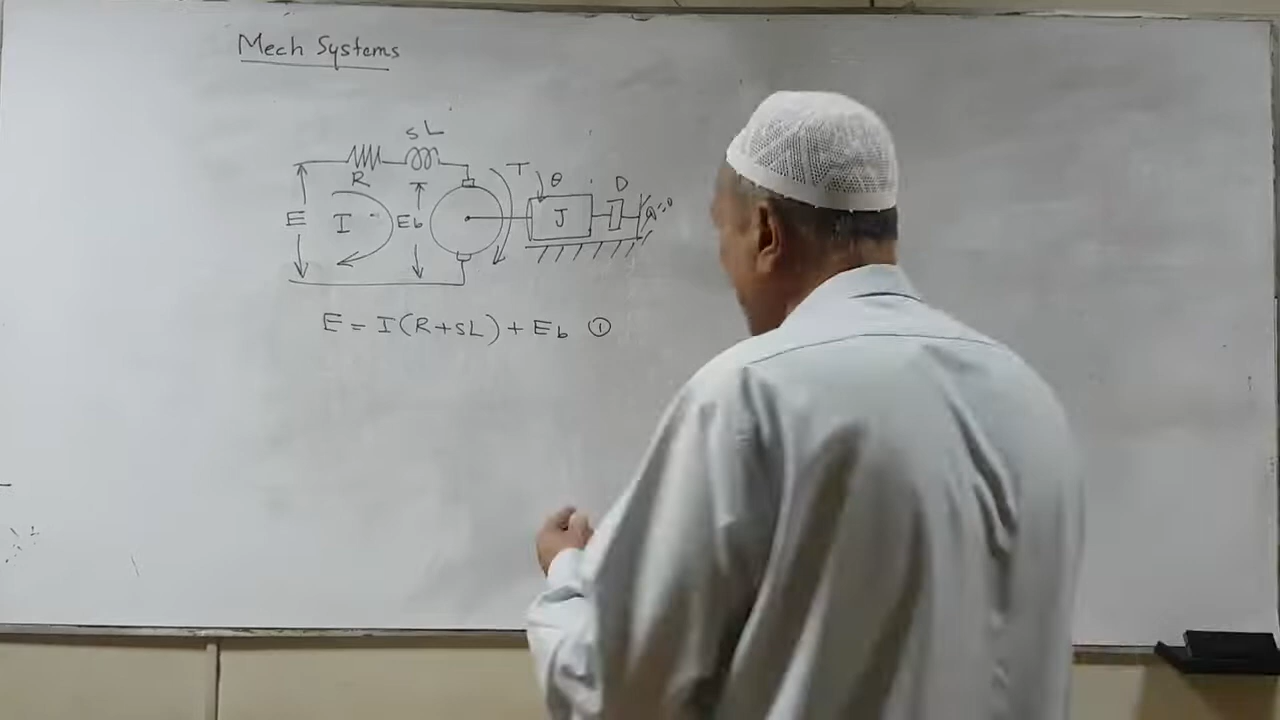 Mech Systems
sL
R
E
I
Eb
T
θ
J
D
E = I(R+sL) + Eb ①